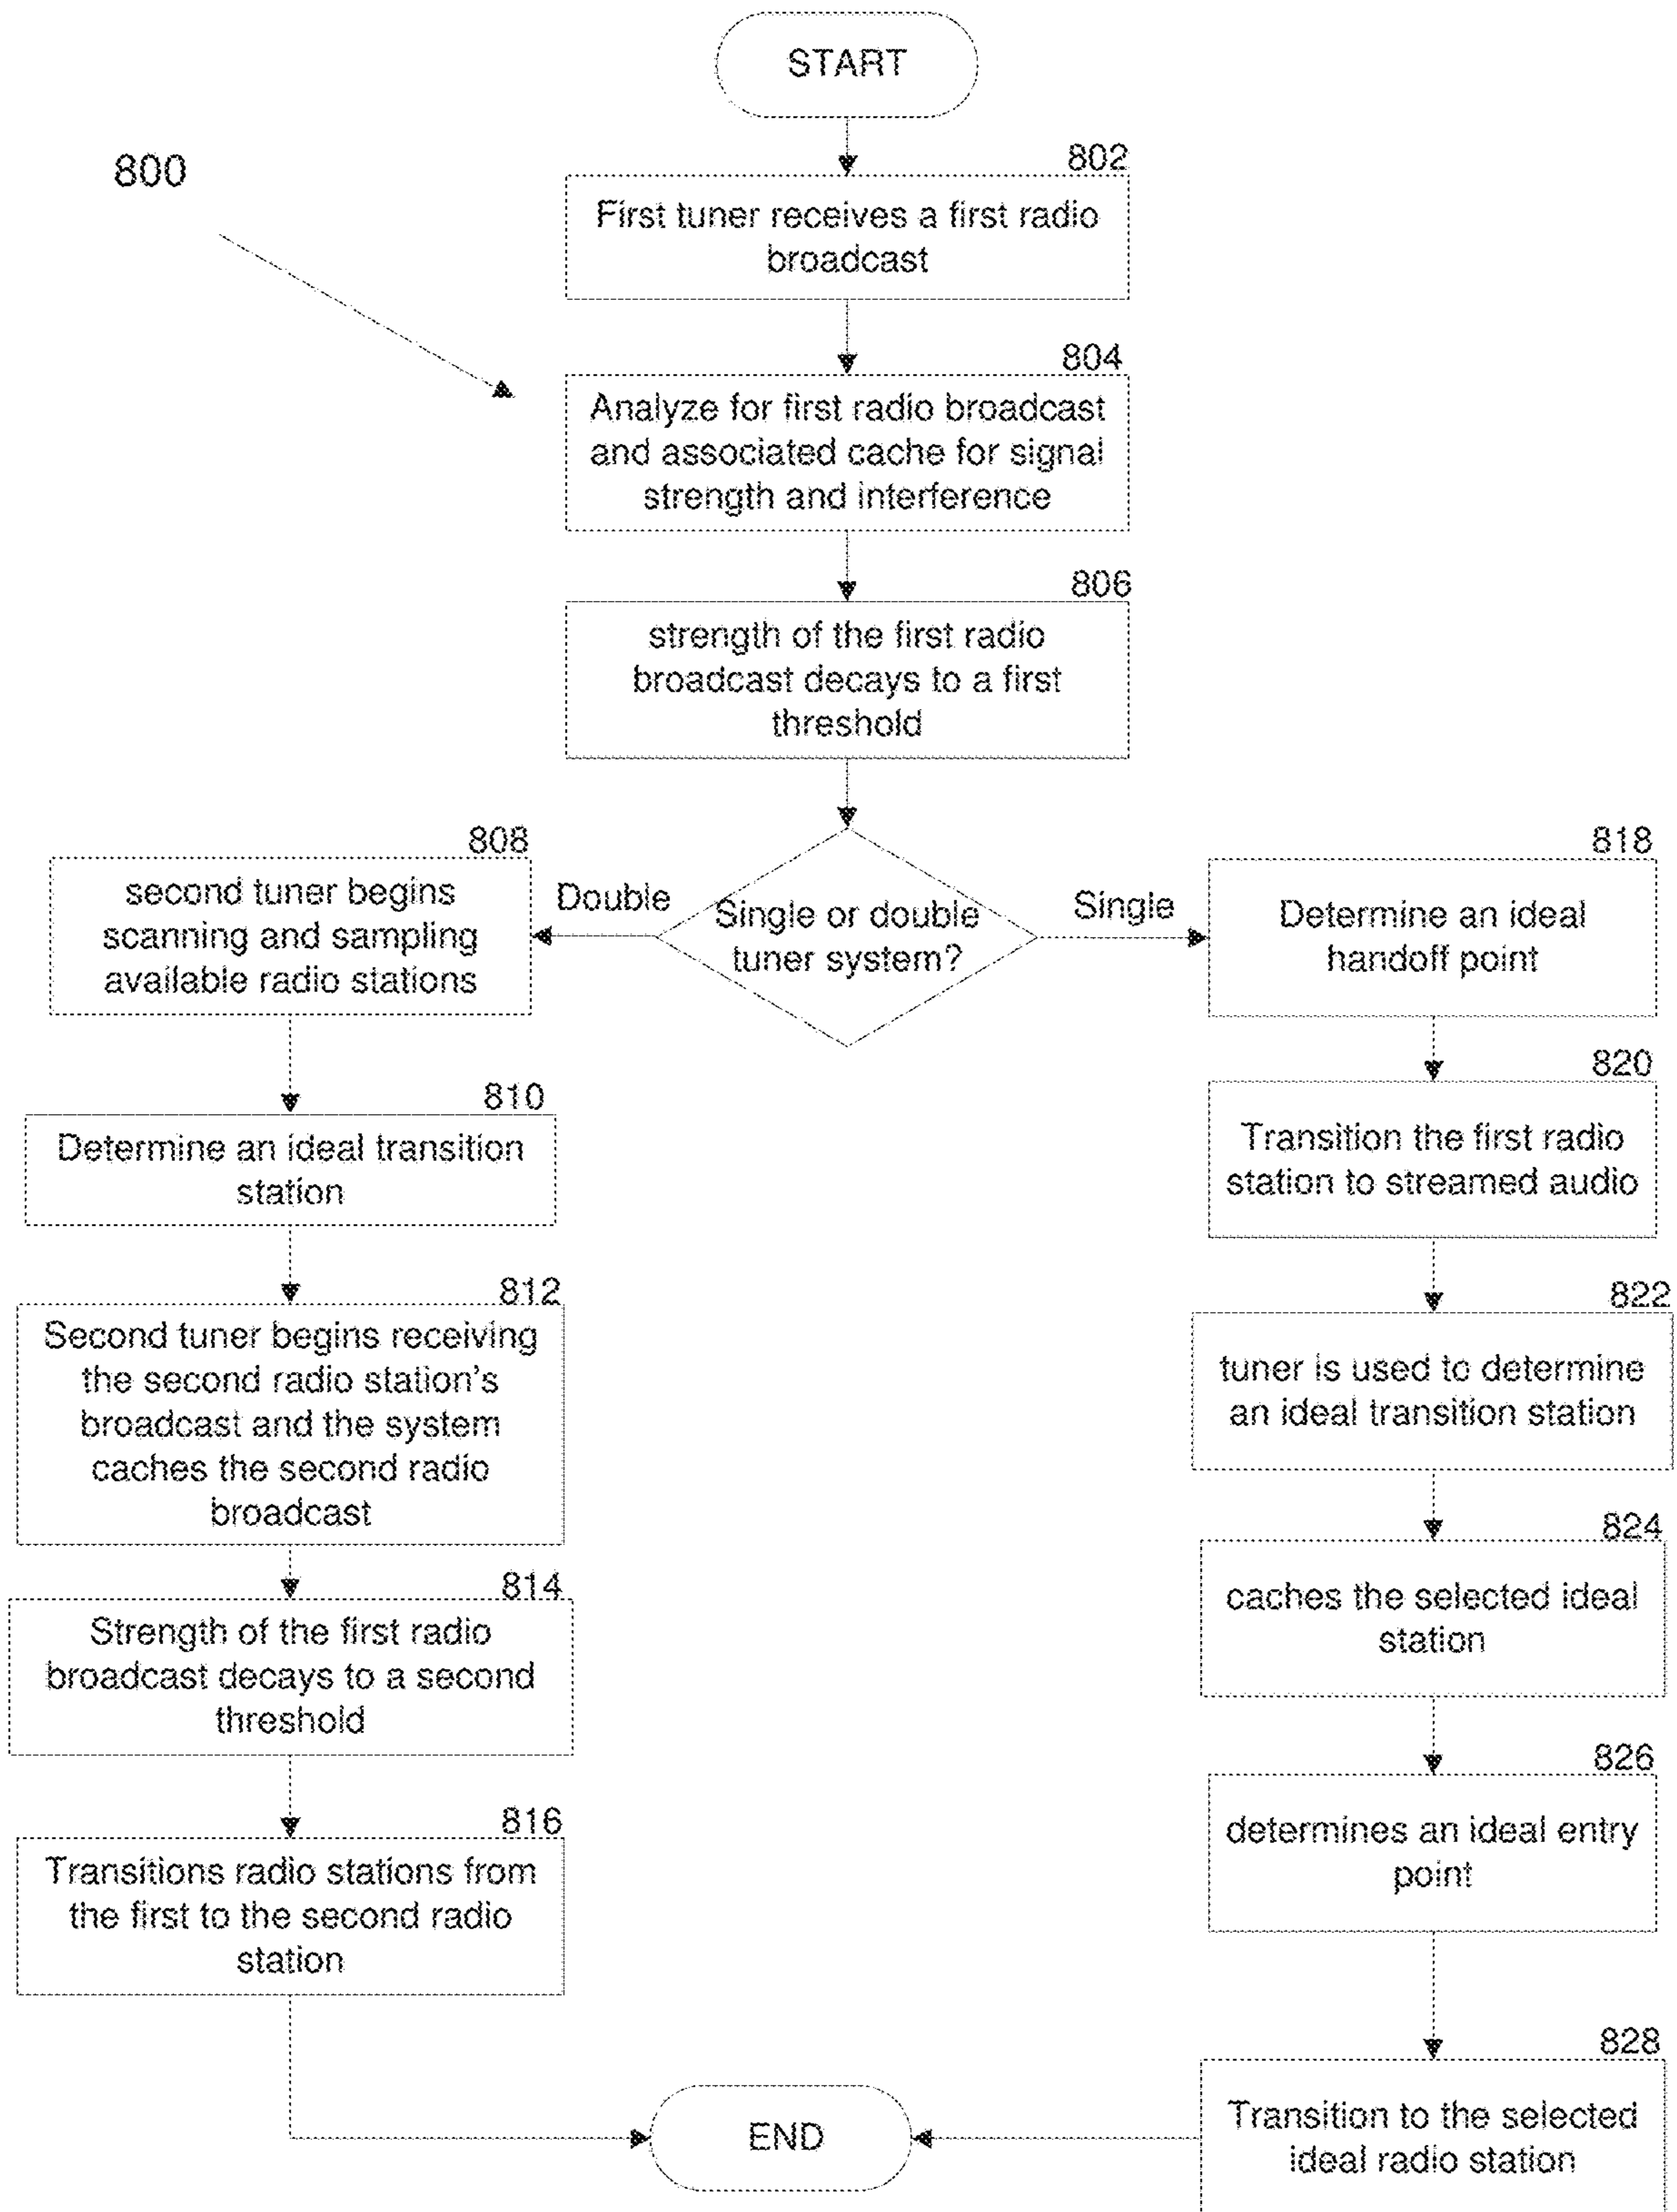 START
800
802
First tuner receives a first radio
broadcast
804
Analyze for first radio broadcast
and associated cache for signal
strength and interference
806
strength of the first radio
broadcast decays to a first
threshold
Single or double
tuner system?
Double
Single
808
second tuner begins
scanning and sampling
available radio stations
810
Determine an ideal transition
station
812
Second tuner begins receiving
the second radio station's
broadcast and the system
caches the second radio
broadcast
814
Strength of the first radio
broadcast decays to a second
threshold
816
Transitions radio stations from
the first to the second radio
station
818
Determine an ideal
handoff point
820
Transition the first radio
station to streamed audio
822
tuner is used to determine
an ideal transition station
824
caches the selected ideal
station
826
determines an ideal entry
point
828
Transition to the selected
ideal radio station
END